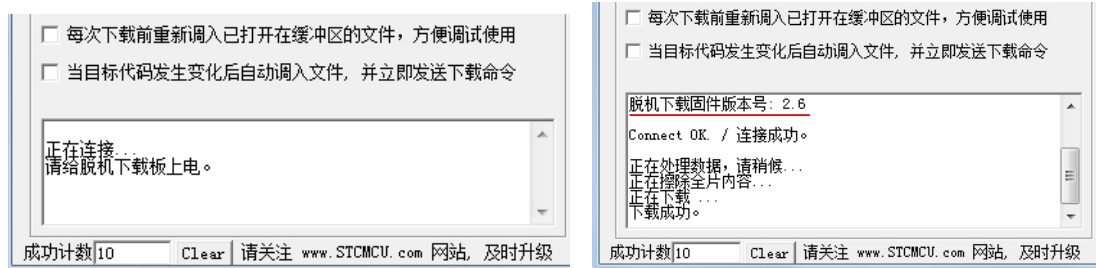 每次下载前重新调入已打开在缓冲区的文件，方便调试使用
当目标代码发生变化后自动调入文件，并立即发送下载命令
正在连接...
请给脱机下载板上电。
成功计数 10 Clear 请关注 www.STCMCU.com 网站，及时升级
每次下载前重新调入已打开在缓冲区的文件，方便调试使用
当目标代码发生变化后自动调入文件，并立即发送下载命令
脱机下载固件版本号: 2.6
Connect OK. / 连接成功。
正在处理数据，请稍候...
正在擦除全片内容...
正在下载 ...
下载成功。
成功计数 10 Clear 请关注 www.STCMCU.com 网站，及时升级